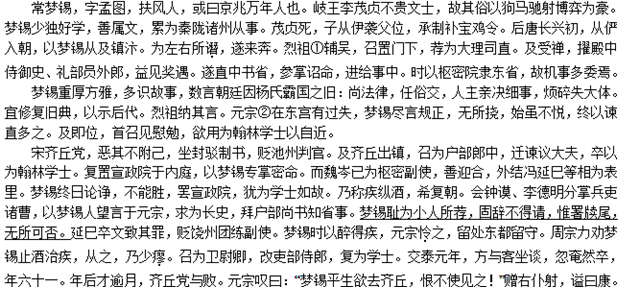 常梦锡，字孟图，扶风人，或曰京兆万年人也。岐王李茂贞不贵文士，故其俗以狗马驰射博弈为豪。
梦锡少独好学，善属文，累为秦陇诸州从事。茂贞死，子从俨袭父位，承制补宝鸡令。后唐长兴初，从俨
入朝，以梦锡从及镇汴。为左右所谮，遂来奔。烈祖①辅吴，召置门下，荐为大理司直。及受禅，擢殿中
侍御史、礼部员外郎，益见奖遇。遂直中书省，参掌诏命，进给事中。时以枢密院隶东省，故机事多委焉。
梦锡重厚方雅，多识故事，数言朝廷因杨氏霸国之旧：尚法律，任俗交，人主亲决细事，烦碎失大体。
宜修复旧典，以示后代。烈祖纳其言。元宗②在东宫有过失，梦锡尽言规正，无所挠，始虽不悦，终以谏
直多之。及即位，首召见慰勉，欲用为翰林学士以自近。
宋齐丘党，恶其不附己，坐封驳制书，贬池州判官。及齐丘出镇，召为户部郎中，迁谏议大夫，卒以
为翰林学士。复置宣政院于内庭，以梦锡专掌密命。而魏岑已为枢密副使，善迎合，外结冯延巳等相为表
里。梦锡终日论诤，不能胜，罢宣政院，犹为学士如故。乃称疾纵酒，希复朝。会钟谟、李德明分掌兵吏
诸曹，以梦锡人望言于元宗，求为长史，拜户部尚书知省事。梦锡耻为小人所荐，固辞不得请，惟署牍尾，
无所可否。延巳卒文致其罪，贬饶州团练副使。梦锡时以醉得疾，元宗怜之，留处东都留守。周宗力劝梦
锡止酒治疾，从之，乃少瘳。召为卫尉卿，改吏部侍郎，复为学士。交泰元年，方与客坐谈，忽奄然卒，
年六十一。年后才逾月，齐丘党与败。元宗叹曰：“梦锡平生欲去齐丘，恨不使见之！”赠右仆射，谥曰康。